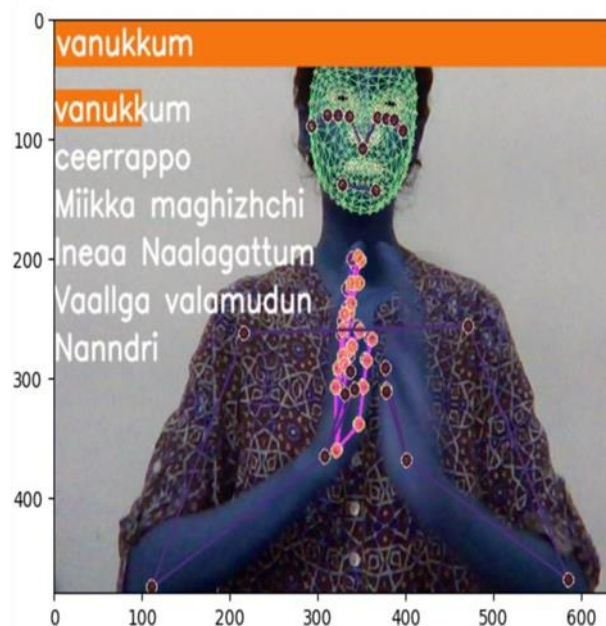 vanukkum
vanukkum
ceerrappo
Miikka maghizhchi
Ineaa Naalagattum
Vaallga valamudun
Nanndri
0
100
200
300
400
0 100 200 300 400 500 600